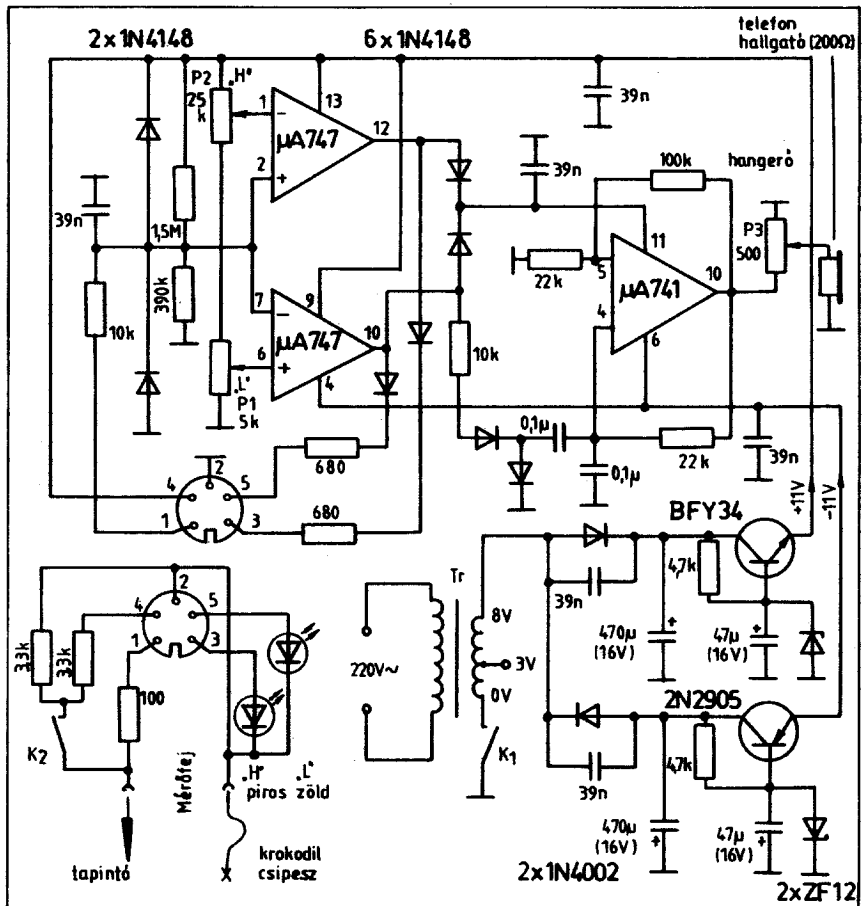 2x1N4148
6x1N4148
telefon
hallgató (200Ω)
P2
25
k
„H"
1
−
13
12
μA747
2
+
39n
39n
39n
100k
hangerő
1,5M
390k
10k
7
−
9
10
μA747
6
+
4
„L"
P1
5k
22k
5
11
10
μA741
4
6
P3
500
10k
0,1μ
0,1μ
22k
39n
680
680
2
4
5
1
3
+11V
-11V
BFY34
4,7k
39n
470μ
(16V)
+
47μ
(16V)
+
Tr
220V~
8V
3V
0V
K1
2N2905
4,7k
39n
470μ
(16V)
+
47μ
(16V)
+
2x1N4002
2xZF12
3,3k
3,3k
2
4
5
1
3
100
K2
Mérőfej
„H"
piros
„L"
zöld
tapintó
krokodil
csipesz